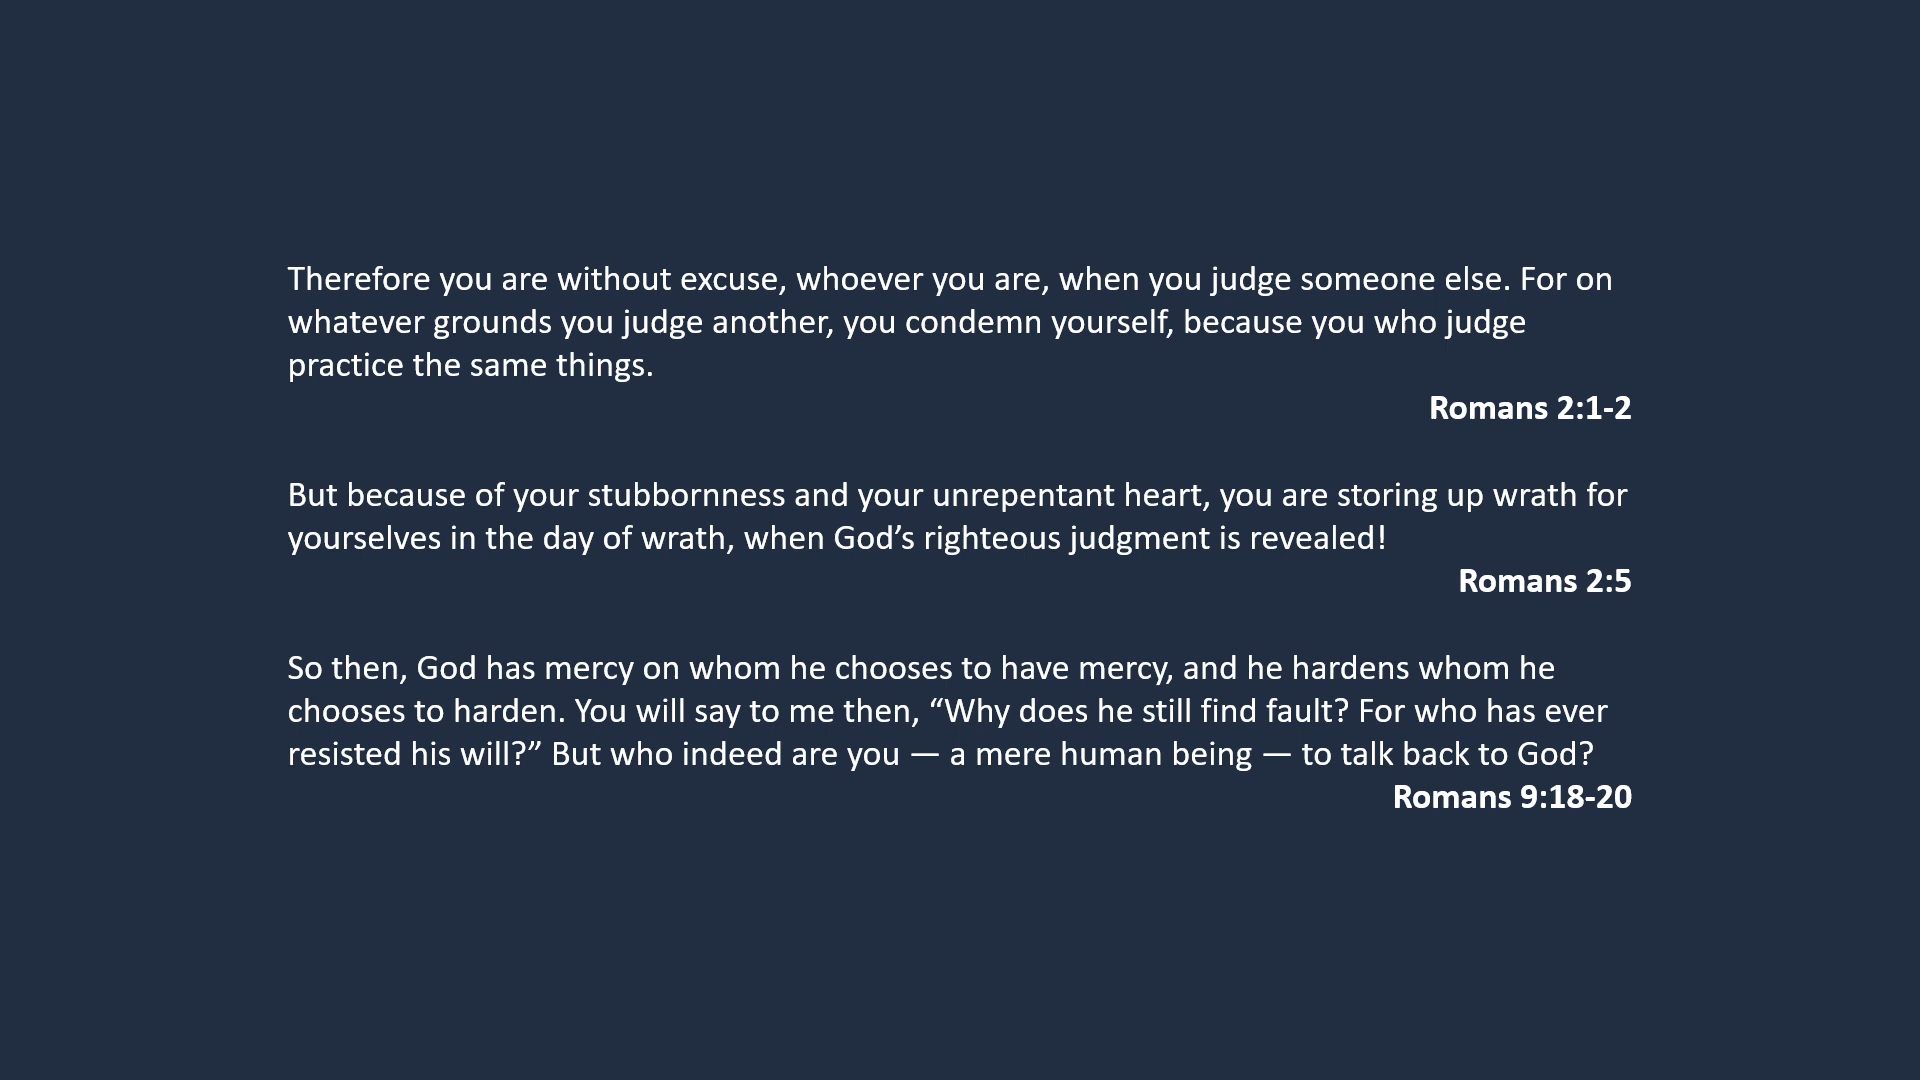 Therefore you are without excuse, whoever you are, when you judge someone else. For on
whatever grounds you judge another, you condemn yourself, because you who judge
practice the same things.
Romans 2:1-2
But because of your stubbornness and your unrepentant heart, you are storing up wrath for
yourselves in the day of wrath, when God’s righteous judgment is revealed!
Romans 2:5
So then, God has mercy on whom he chooses to have mercy, and he hardens whom he
chooses to harden. You will say to me then, “Why does he still find fault? For who has ever
resisted his will?” But who indeed are you — a mere human being — to talk back to God?
Romans 9:18-20